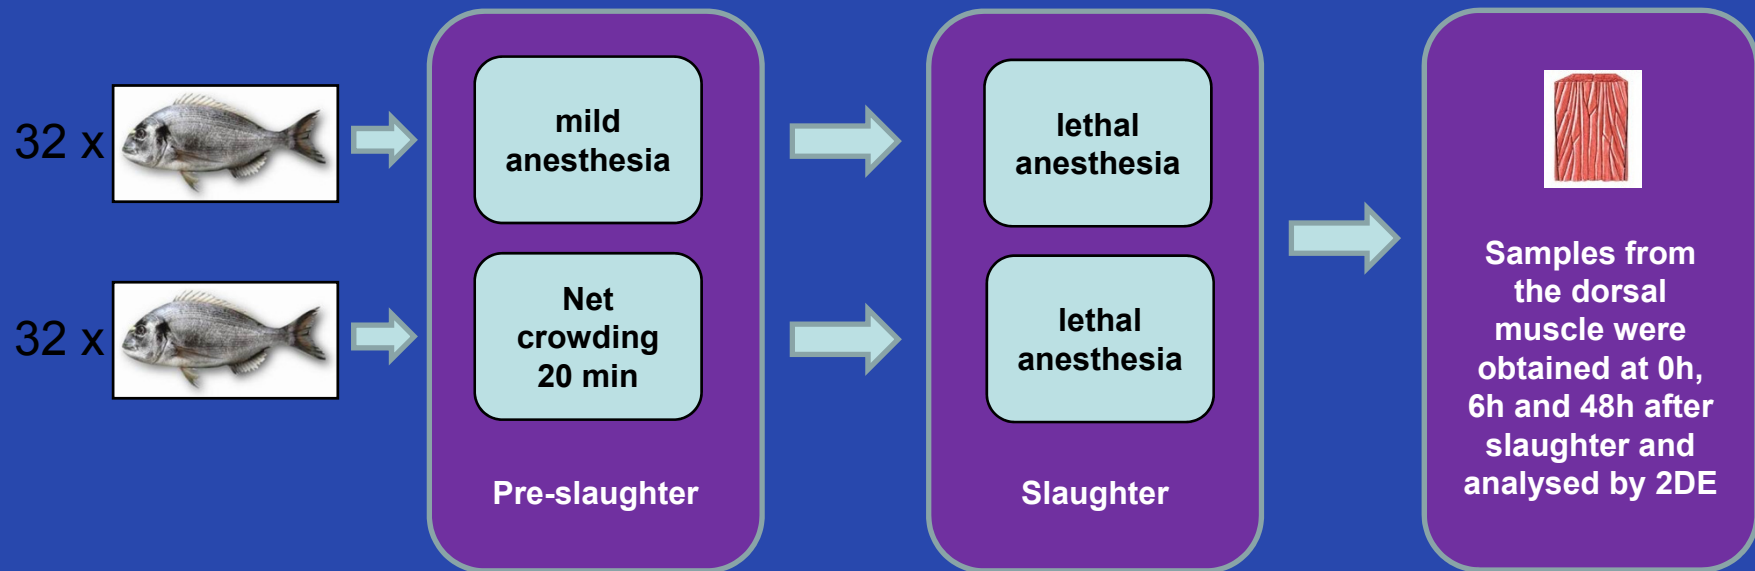 32 x
mild
anesthesia
lethal
anesthesia
32 x
Net
crowding
20 min
lethal
anesthesia
Pre-slaughter
Slaughter
Samples from
the dorsal
muscle were
obtained at 0h,
6h and 48h after
slaughter and
analysed by 2DE